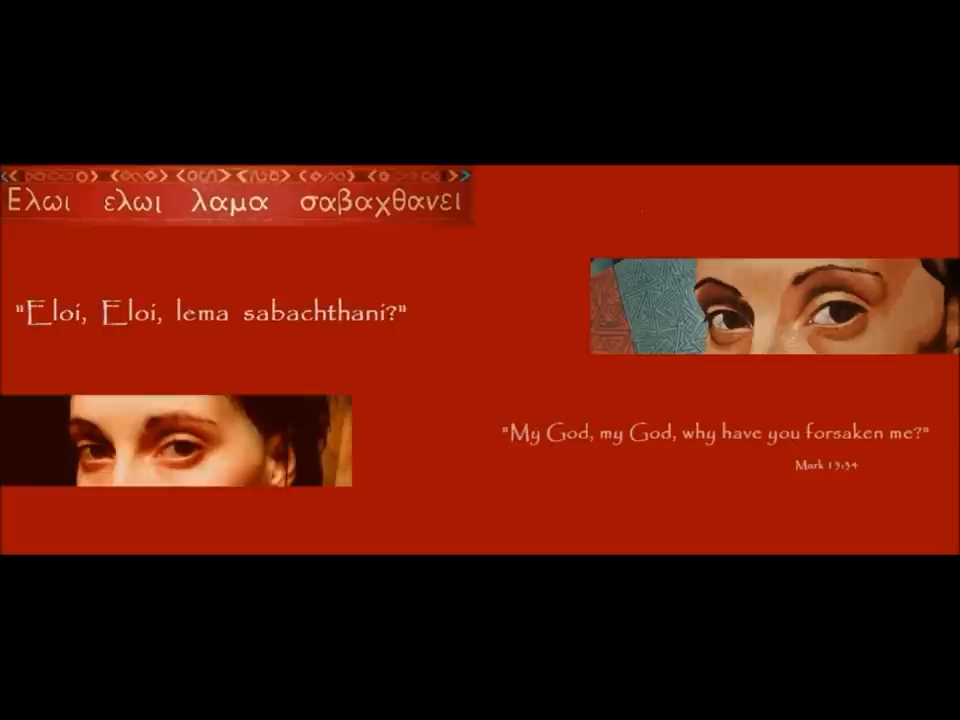 Ελωι ελωι λαμα σαβαχθανει
"Eloi, Eloi, lema sabachthani?"
"My God, my God, why have you forsaken me?"
Mark 15:34